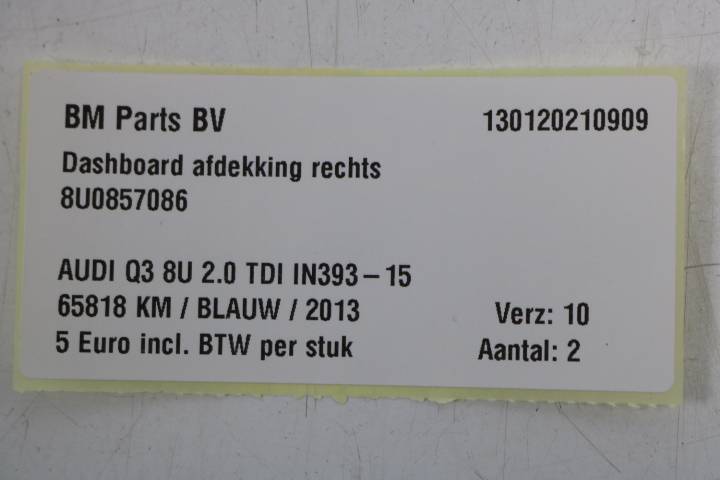 BM Parts BV 130120210909
Dashboard afdekking rechts
8U0857086
AUDI Q3 8U 2.0 TDI IN393-15
65818 KM / BLAUW / 2013 Verz: 10
5 Euro incl. BTW per stuk Aantal: 2